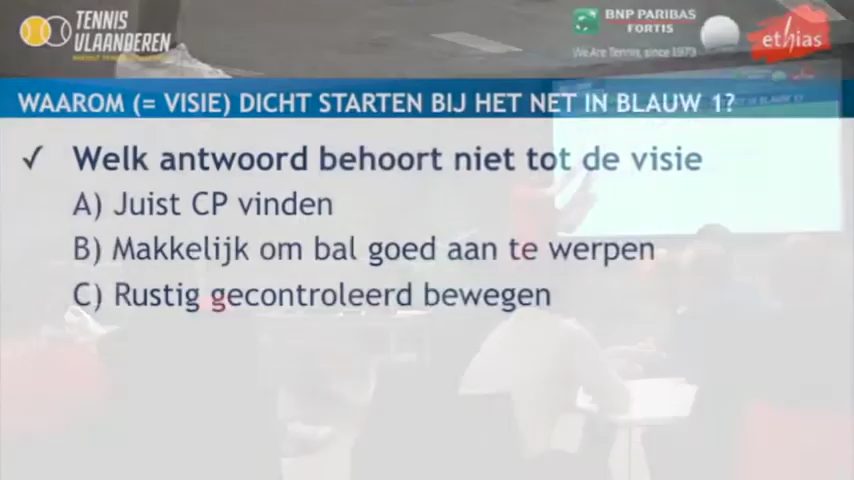 TENNIS
VLAANDEREN
BNP PARIBAS
FORTIS
We Are Tennis, since 1973
ethias
WAAROM (= VISIE) DICHT STARTEN BIJ HET NET IN BLAUW 1?
✓ Welk antwoord behoort niet tot de visie
A) Juist CP vinden
B) Makkelijk om bal goed aan te werpen
C) Rustig gecontroleerd bewegen